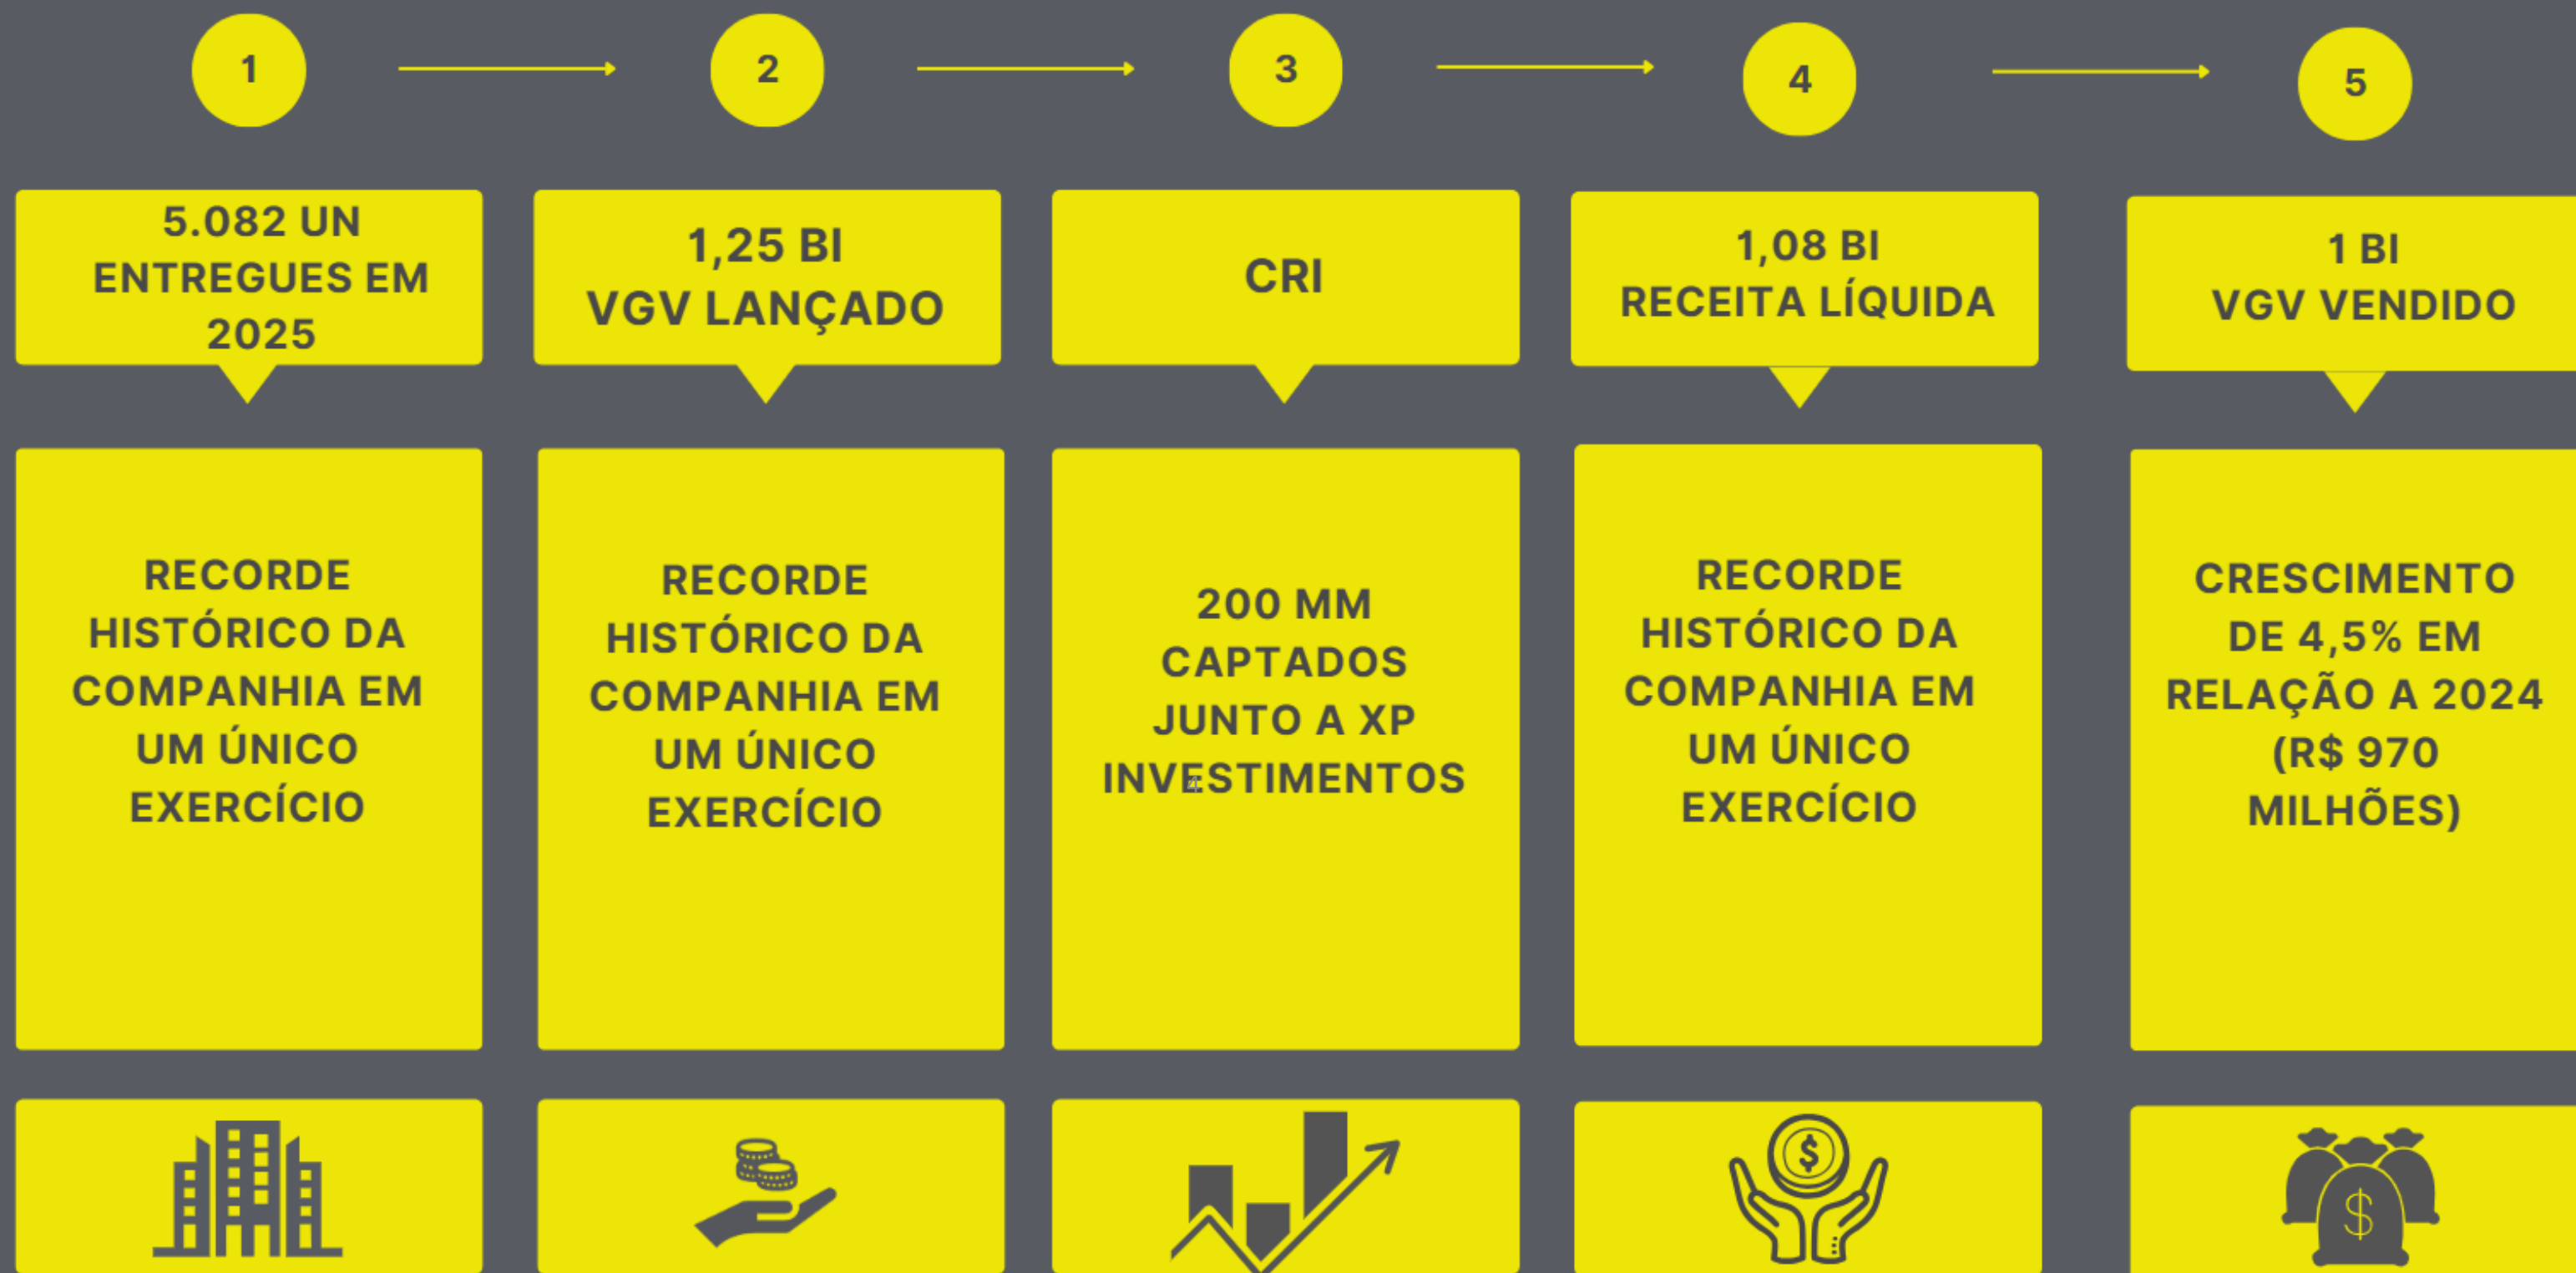 1
2
3
4
5
5.082 UN
ENTREGUES EM
2025
1,25 BI
VGV LANÇADO
CRI
1,08 BI
RECEITA LÍQUIDA
1 BI
VGV VENDIDO
RECORDE
HISTÓRICO DA
COMPANHIA EM
UM ÚNICO
EXERCÍCIO
RECORDE
HISTÓRICO DA
COMPANHIA EM
UM ÚNICO
EXERCÍCIO
200 MM
CAPTADOS
JUNTO A XP
INVESTIMENTOS
RECORDE
HISTÓRICO DA
COMPANHIA EM
UM ÚNICO
EXERCÍCIO
CRESCIMENTO
DE 4,5% EM
RELAÇÃO A 2024
(R$ 970
MILHÕES)
$
$